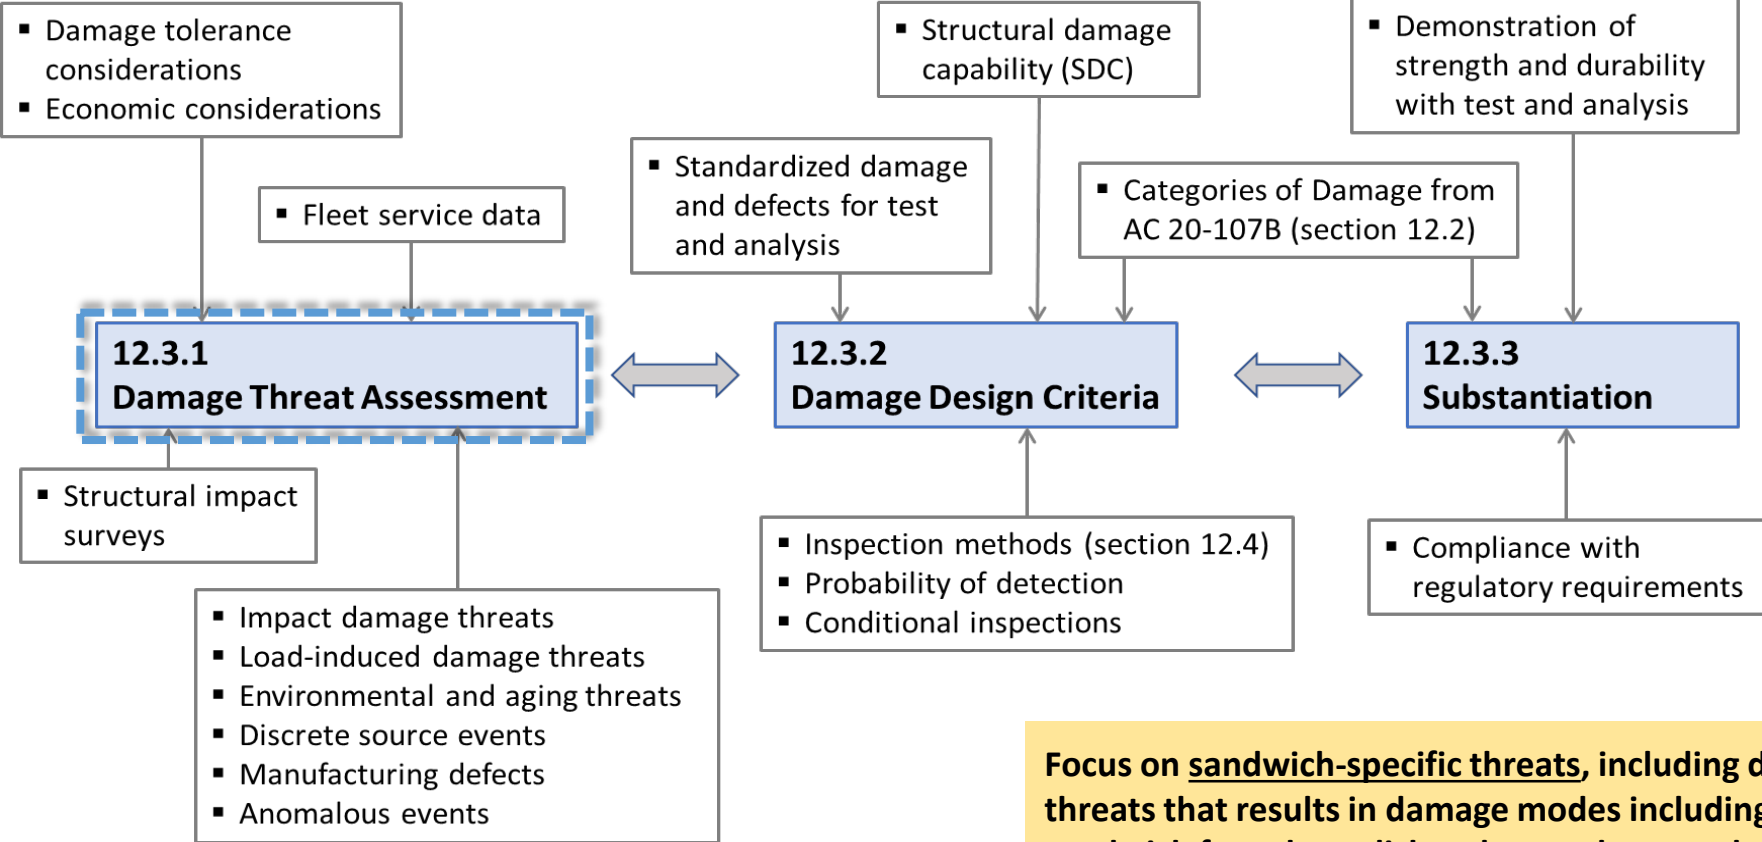 ▪ Damage tolerance
considerations
▪ Economic considerations
▪ Fleet service data
▪ Structural damage
capability (SDC)
▪ Standardized damage
and defects for test
and analysis
▪ Demonstration of
strength and durability
with test and analysis
▪ Categories of Damage from
AC 20-107B (section 12.2)
12.3.1
Damage Threat Assessment
12.3.2
Damage Design Criteria
12.3.3
Substantiation
▪ Structural impact
surveys
▪ Impact damage threats
▪ Load-induced damage threats
▪ Environmental and aging threats
▪ Discrete source events
▪ Manufacturing defects
▪ Anomalous events
▪ Inspection methods (section 12.4)
▪ Probability of detection
▪ Conditional inspections
▪ Compliance with
regulatory requirements
Focus on sandwich-specific threats, including
threats that results in damage modes including